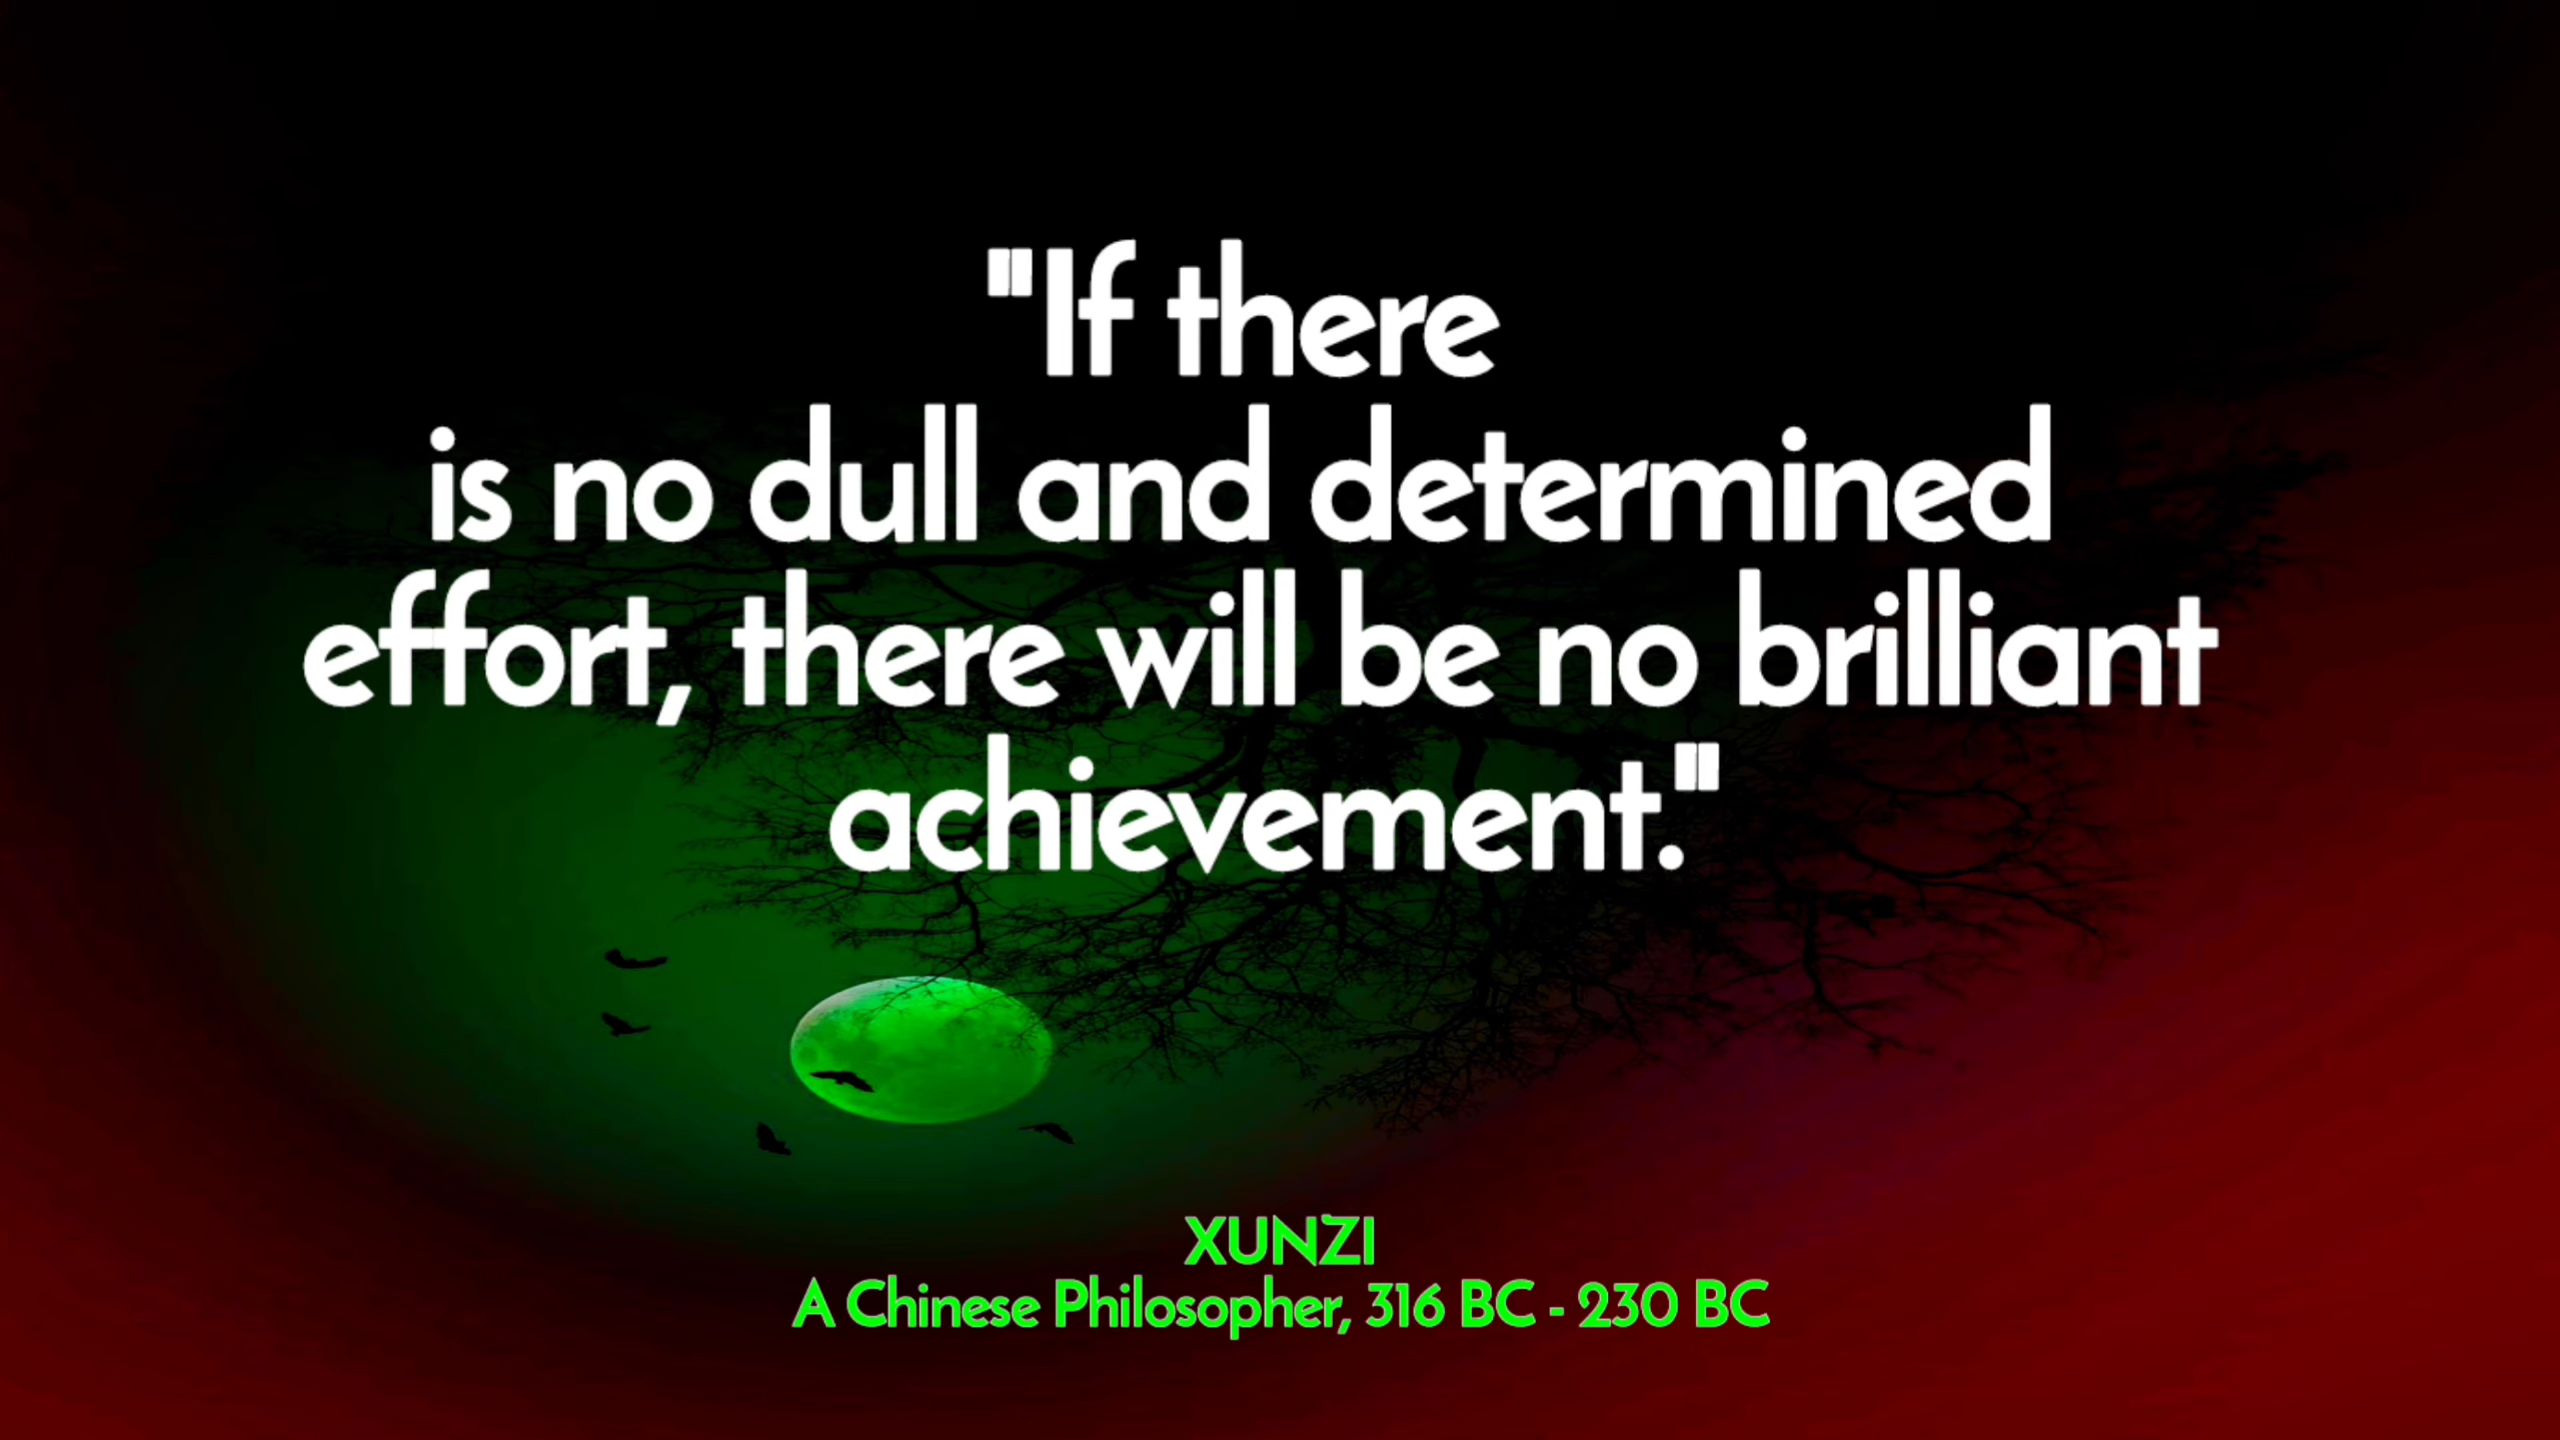 "If there
is no dull and determined
effort, there will be no brilliant
achievement."
XUNZI
A Chinese Philosopher, 316 BC - 230 BC